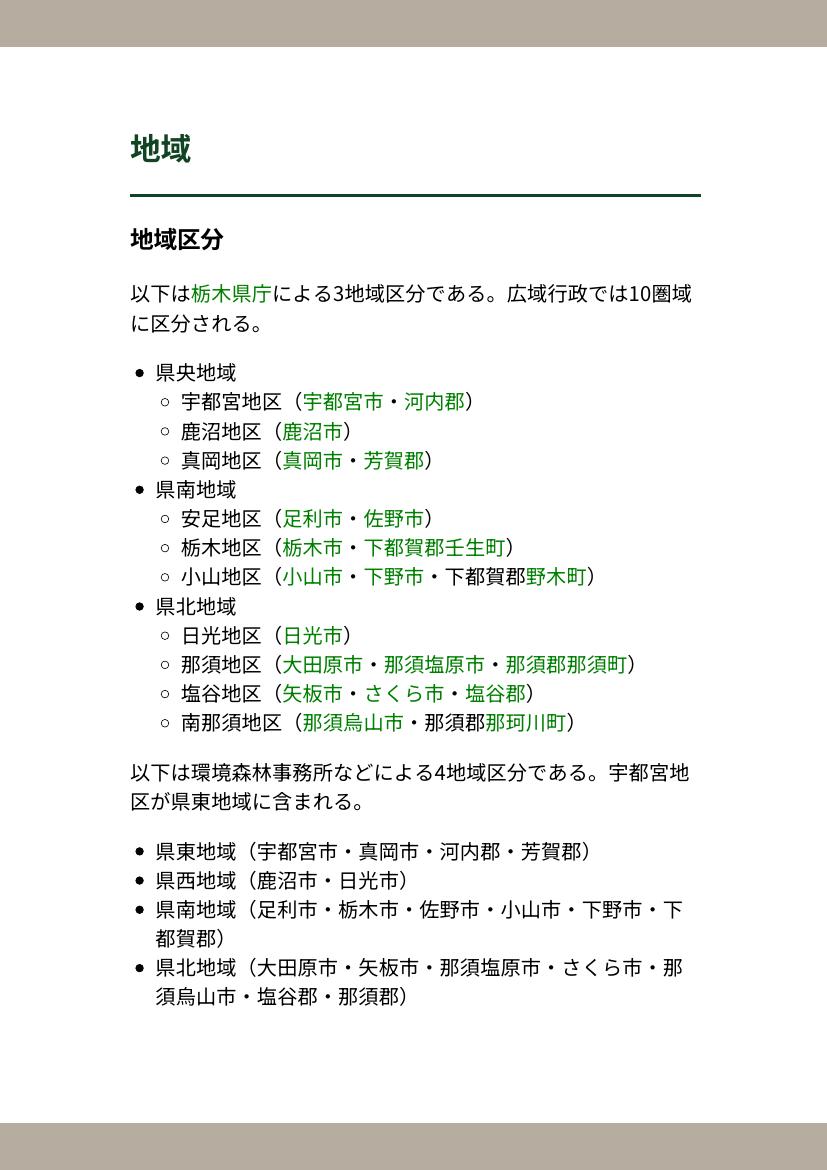 地域
地域区分
以下は栃木県庁による3地域区分である。広域行政では10圏域
に区分される。
• 県央地域
◦ 宇都宮地区（宇都宮市・河内郡）
◦ 鹿沼地区（鹿沼市）
◦ 真岡地区（真岡市・芳賀郡）
• 県南地域
◦ 安足地区（足利市・佐野市）
◦ 栃木地区（栃木市・下都賀郡壬生町）
◦ 小山地区（小山市・下野市・下都賀郡野木町）
• 県北地域
◦ 日光地区（日光市）
◦ 那須地区（大田原市・那須塩原市・那須郡那須町）
◦ 塩谷地区（矢板市・さくら市・塩谷郡）
◦ 南那須地区（那須烏山市・那須郡那珂川町）
以下は環境森林事務所などによる4地域区分である。宇都宮地
区が県東地域に含まれる。
• 県東地域（宇都宮市・真岡市・河内郡・芳賀郡）
• 県西地域（鹿沼市・日光市）
• 県南地域（足利市・栃木市・佐野市・小山市・下野市・下
都賀郡）
• 県北地域（大田原市・矢板市・那須塩原市・さくら市・那
須烏山市・塩谷郡・那須郡）